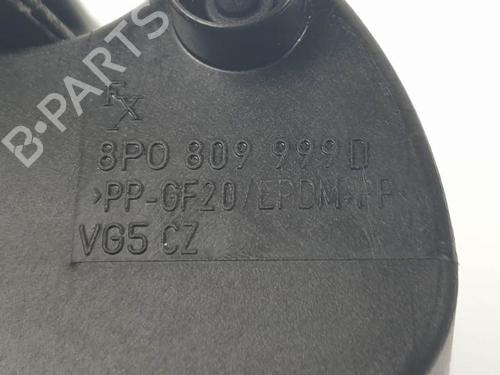 B-PARTS
FX
8P0 809 999 D
>PP-GF20/EPDM+PP<
VG5 CZ